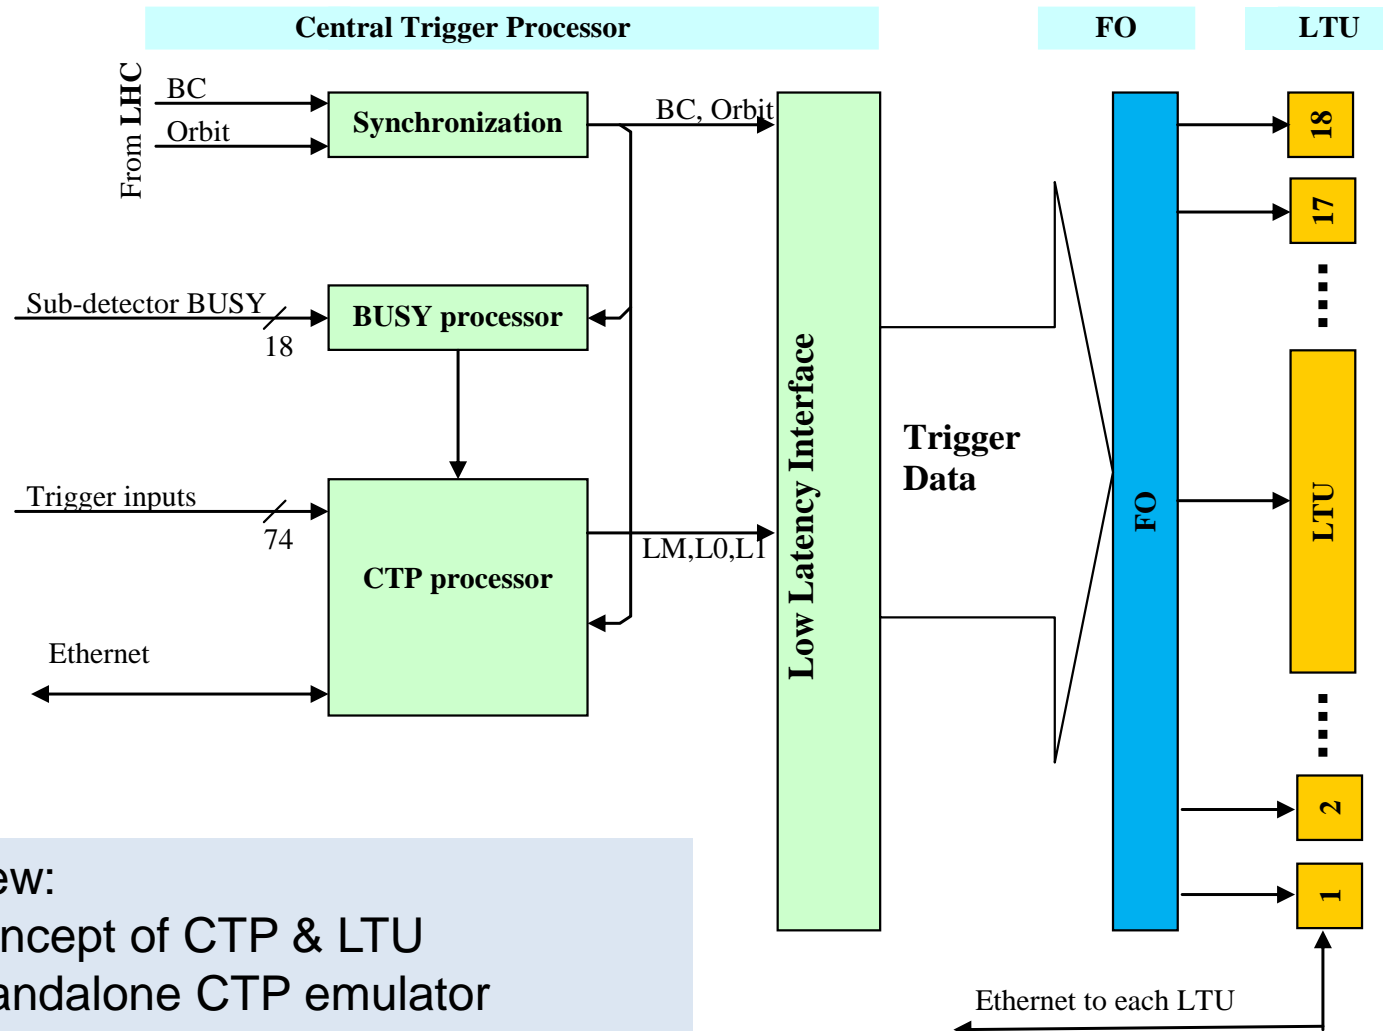 Central Trigger Processor
FO
LTU
From LHC
BC
Orbit
Synchronization
BC, Orbit
Sub-detector BUSY
18
BUSY processor
Trigger inputs
74
CTP processor
LM,L0,L1
Ethernet
Low Latency Interface
Trigger
Data
FO
18
17
LTU
2
1
Ethernet to each LTU
ew:
ncept of CTP & LTU
andalone CTP emulator